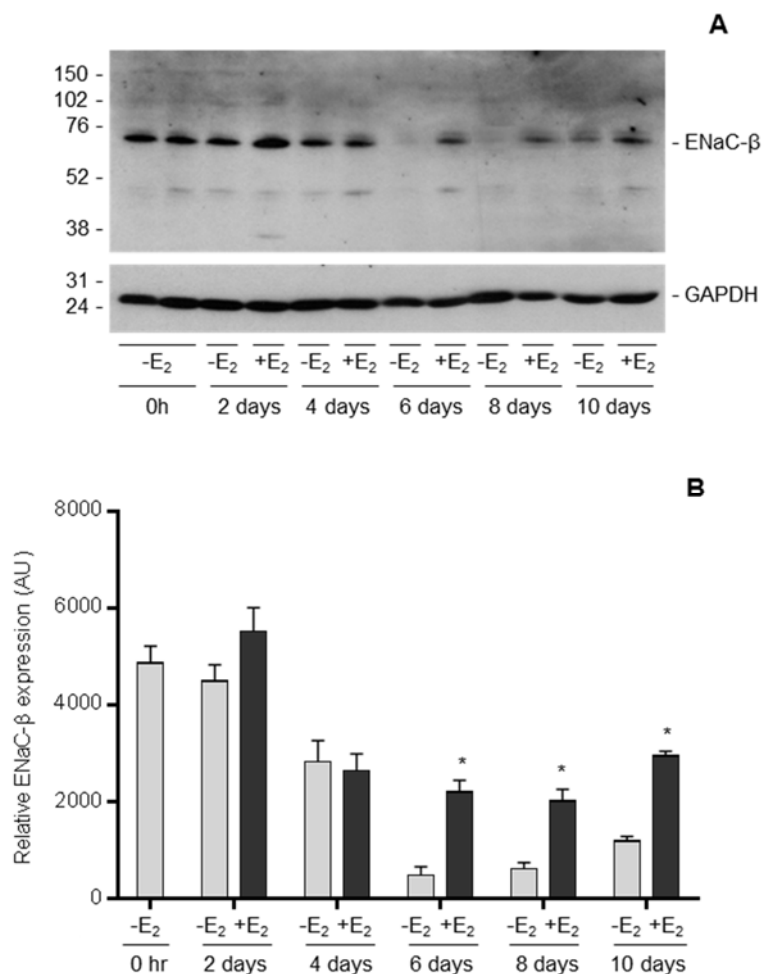 A
150 -
102 -
76 -
52 -
38 -
- ENaC-β
31 -
24 -
- GAPDH
-E₂ -E₂ +E₂ -E₂ +E₂ -E₂ +E₂ -E₂ +E₂ -E₂ +E₂
0h 2 days 4 days 6 days 8 days 10 days
B
Relative ENaC-β expression (AU)
8000
6000
4000
2000
0
* * *
-E₂ -E₂ +E₂ -E₂ +E₂ -E₂ +E₂ -E₂ +E₂ -E₂ +E₂
0 hr 2 days 4 days 6 days 8 days 10 days